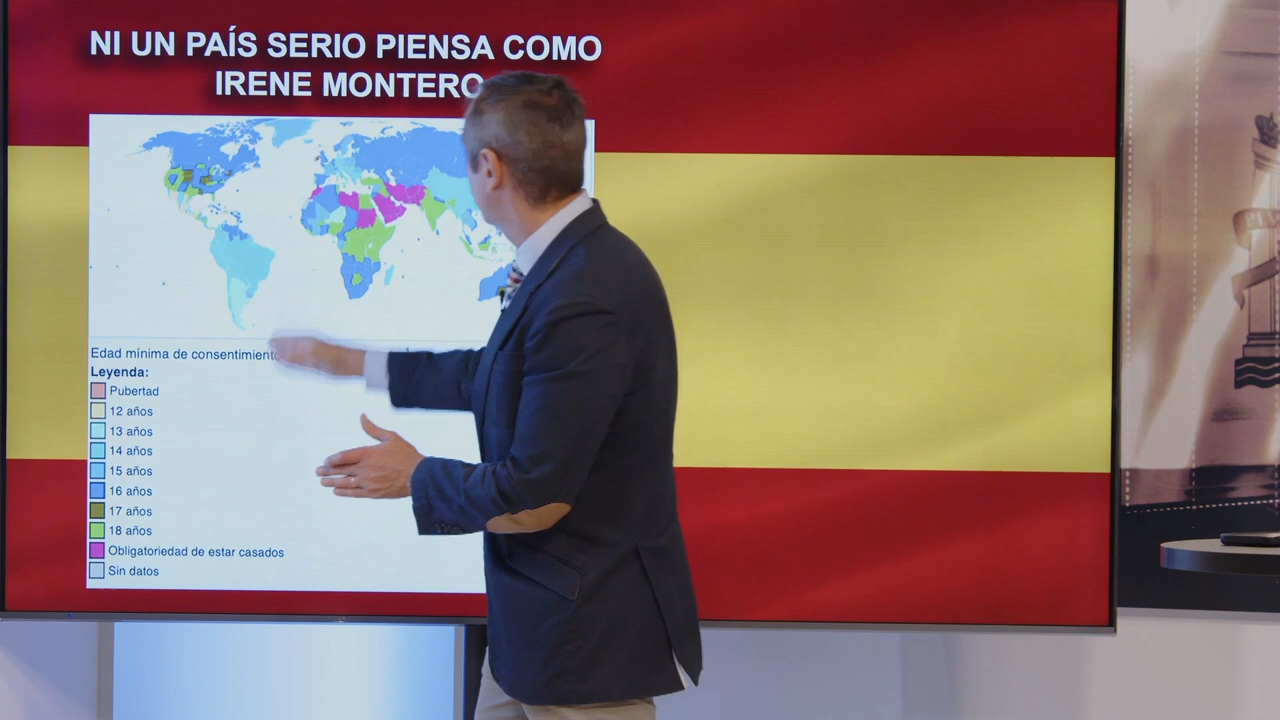 NI UN PAÍS SERIO PIENSA COMO
IRENE MONTERO
Edad mínima de consentimiento
Leyenda:
Pubertad
12 años
13 años
14 años
15 años
16 años
17 años
18 años
Obligatoriedad de estar casados
Sin datos